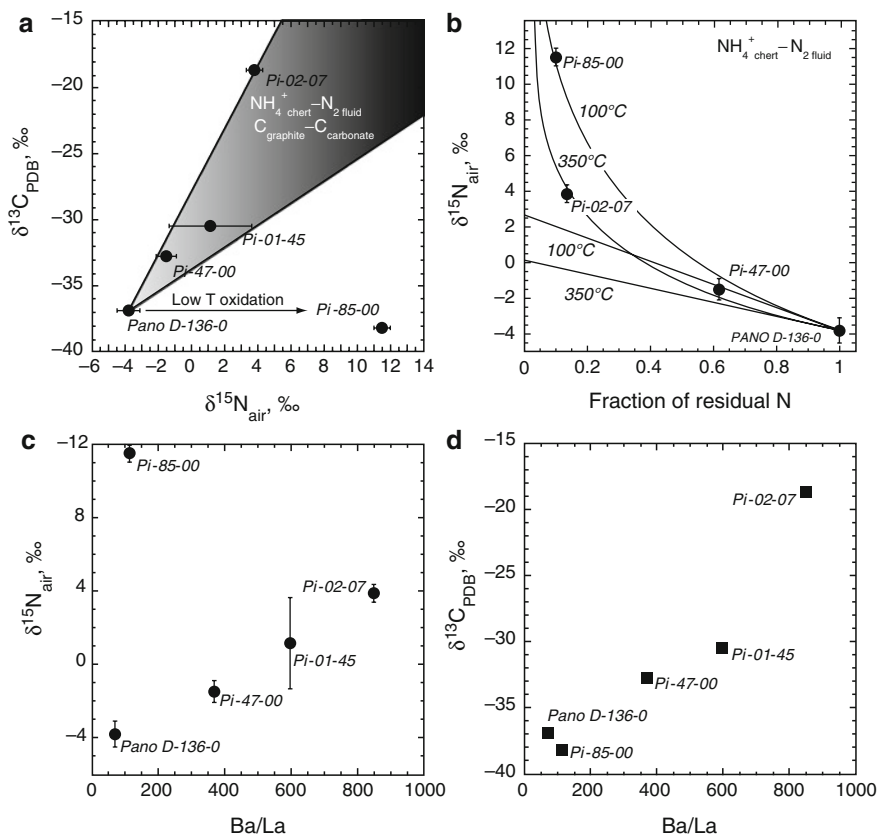 a
δ¹³C_PDB, ‰
−15
−20
−25
−30
−35
−40
Pi-02-07
NH₄⁺ chert–N₂ fluid
C graphite–C carbonate
Pi-01-45
Pi-47-00
Low T oxidation
Pi-85-00
Pano D-136-0
−6 −4 −2 0 2 4 6 8 10 12 14
δ¹⁵N_air, ‰
b
δ¹⁵N_air, ‰
12
10
8
6
4
2
0
−2
−4
NH₄⁺ chert–N₂ fluid
Pi-85-00
100°C
350°C
Pi-02-07
100°C
Pi-47-00
350°C
PANO D-136-0
0 0.2 0.4 0.6 0.8 1
Fraction of residual N
c
δ¹⁵N_air, ‰
−12
8
4
0
−4
Pi-85-00
Pi-02-07
Pi-01-45
Pi-47-00
Pano D-136-0
0 200 400 600 800 1000
Ba/La
d
δ¹³C_PDB, ‰
−15
−20
−25
−30
−35
−40
Pi-02-07
Pi-01-45
Pi-47-00
Pano D-136-0
Pi-85-00
0 200 400 600 800 1000
Ba/La